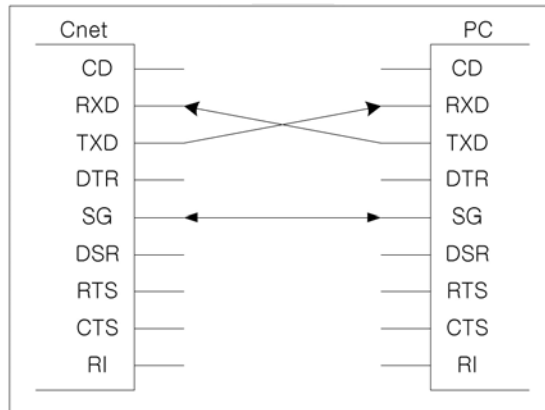 Cnet PC
CD CD
RXD RXD
TXD TXD
DTR DTR
SG SG
DSR DSR
RTS RTS
CTS CTS
RI RI